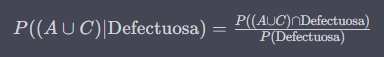 P((A ∪ C)|Defectuosa) = P((A∪C)∩Defectuosa) / P(Defectuosa)